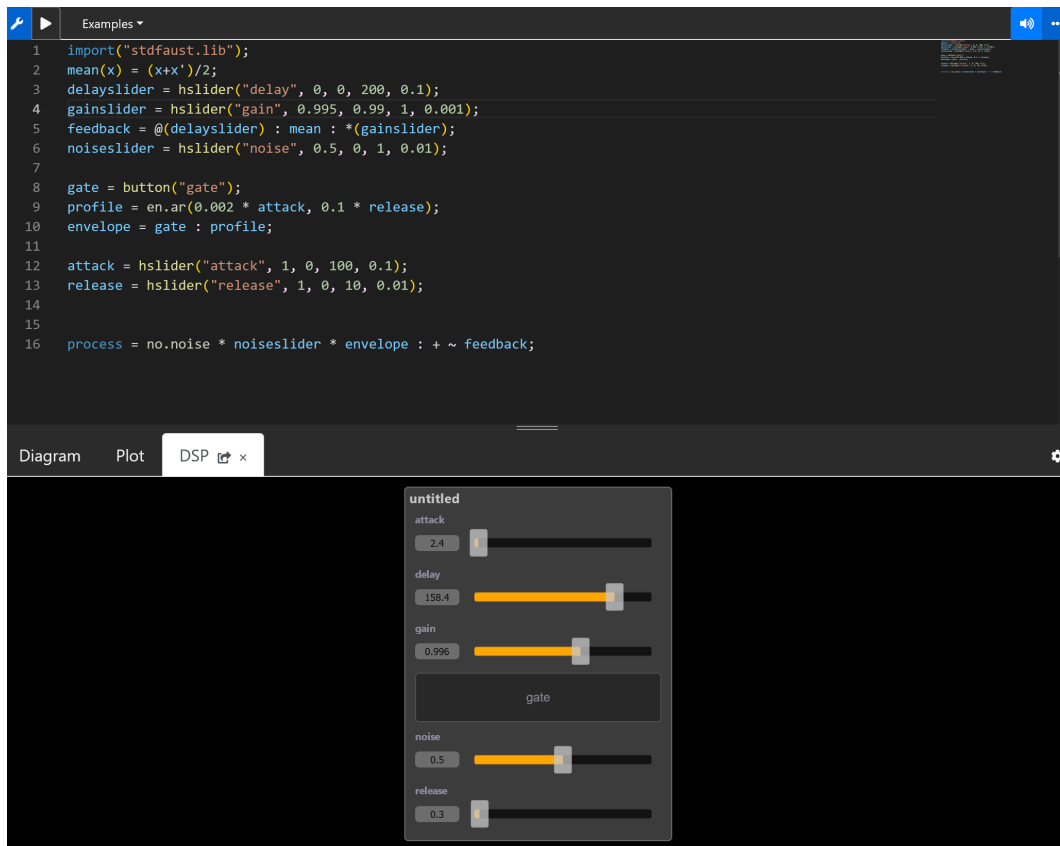 Examples
1 import("stdfaust.lib");
2 mean(x) = (x+x')/2;
3 delayslider = hslider("delay", 0, 0, 200, 0.1);
4 gainslider = hslider("gain", 0.995, 0.99, 1, 0.001);
5 feedback = @(delayslider) : mean : *(gainslider);
6 noiseslider = hslider("noise", 0.5, 0, 1, 0.01);
7
8 gate = button("gate");
9 profile = en.ar(0.002 * attack, 0.1 * release);
10 envelope = gate : profile;
11
12 attack = hslider("attack", 1, 0, 100, 0.1);
13 release = hslider("release", 1, 0, 10, 0.01);
14
15
16 process = no.noise * noiseslider * envelope : + ~ feedback;
Diagram Plot DSP ×
untitled
attack
2.4
delay
158.4
gain
0.996
gate
noise
0.5
release
0.3